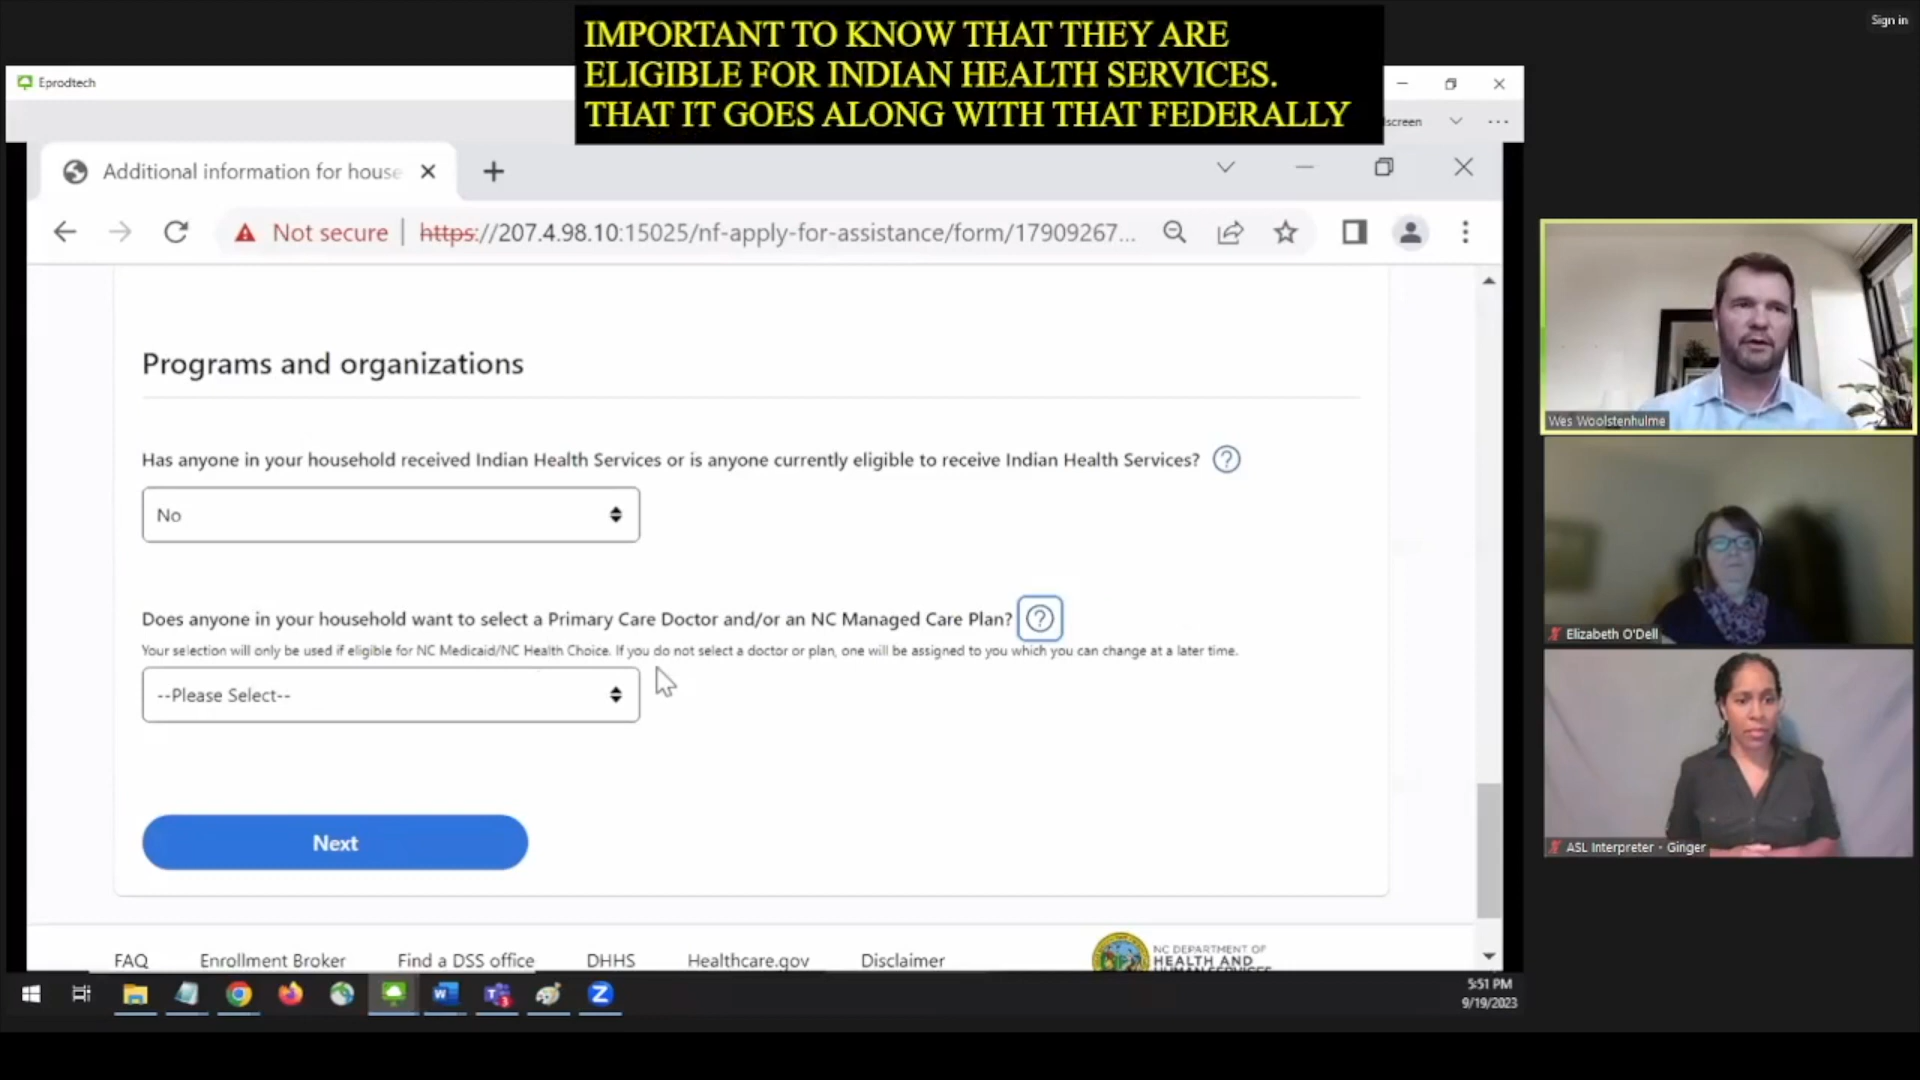 IMPORTANT TO KNOW THAT THEY ARE
ELIGIBLE FOR INDIAN HEALTH SERVICES.
THAT IT GOES ALONG WITH THAT FEDERALLY
Sign in
Eprodtech
screen
Additional information for house
Not secure | https://207.4.98.10:15025/nf-apply-for-assistance/form/17909267...
Programs and organizations
Has anyone in your household received Indian Health Services or is anyone currently eligible to receive Indian Health Services?
No
Does anyone in your household want to select a Primary Care Doctor and/or an NC Managed Care Plan?
Your selection will only be used if eligible for NC Medicaid/NC Health Choice. If you do not select a doctor or plan, one will be assigned to you which you can change at a later time.
--Please Select--
Next
FAQ Enrollment Broker Find a DSS office DHHS Healthcare.gov Disclaimer
NC DEPARTMENT OF
HEALTH AND
HUMAN SERVICES
5:51 PM
9/19/2023
Wes Woolstenhulme
Elizabeth O'Dell
ASL Interpreter - Ginger